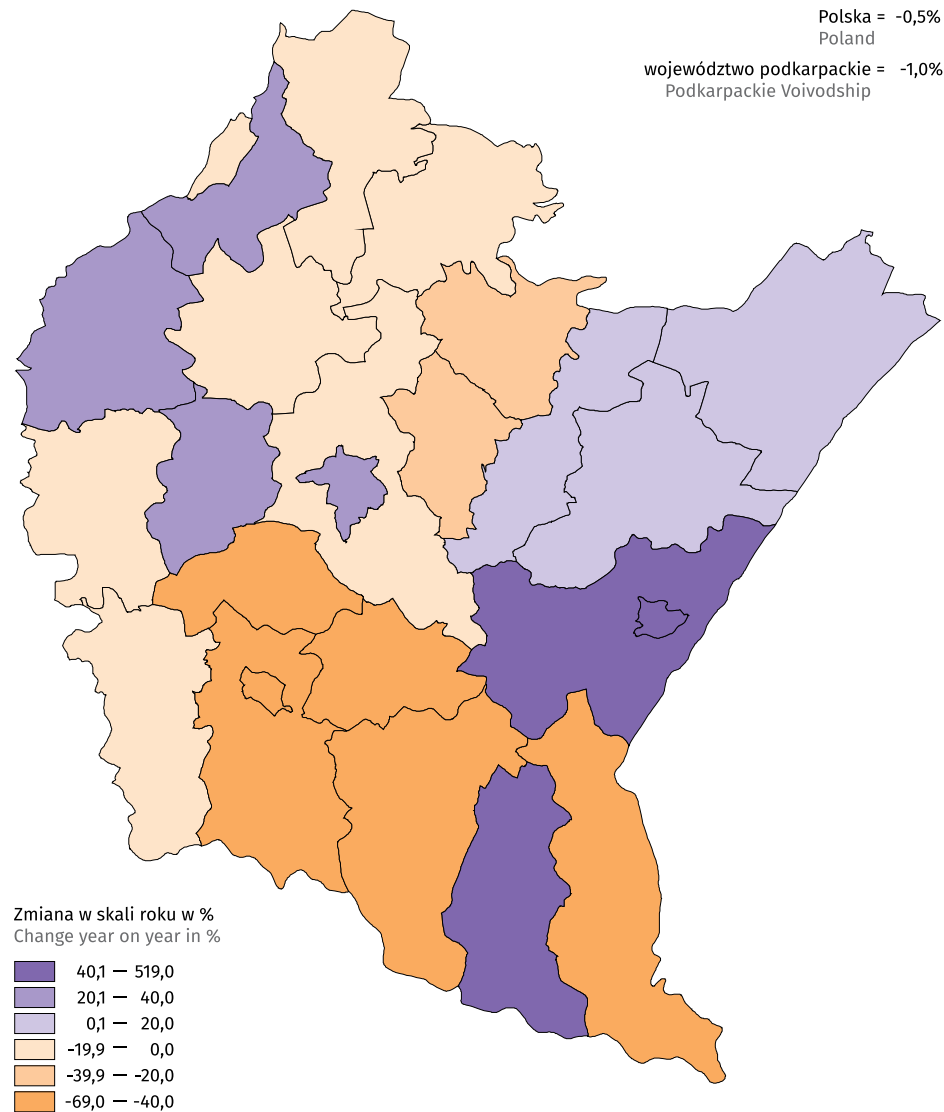 Polska = -0,5%
Poland
województwo podkarpackie = -1,0%
Podkarpackie Voivodship
Zmiana w skali roku w %
Change year on year in %
40,1 — 519,0
20,1 — 40,0
0,1 — 20,0
-19,9 — 0,0
-39,9 — -20,0
-69,0 — -40,0